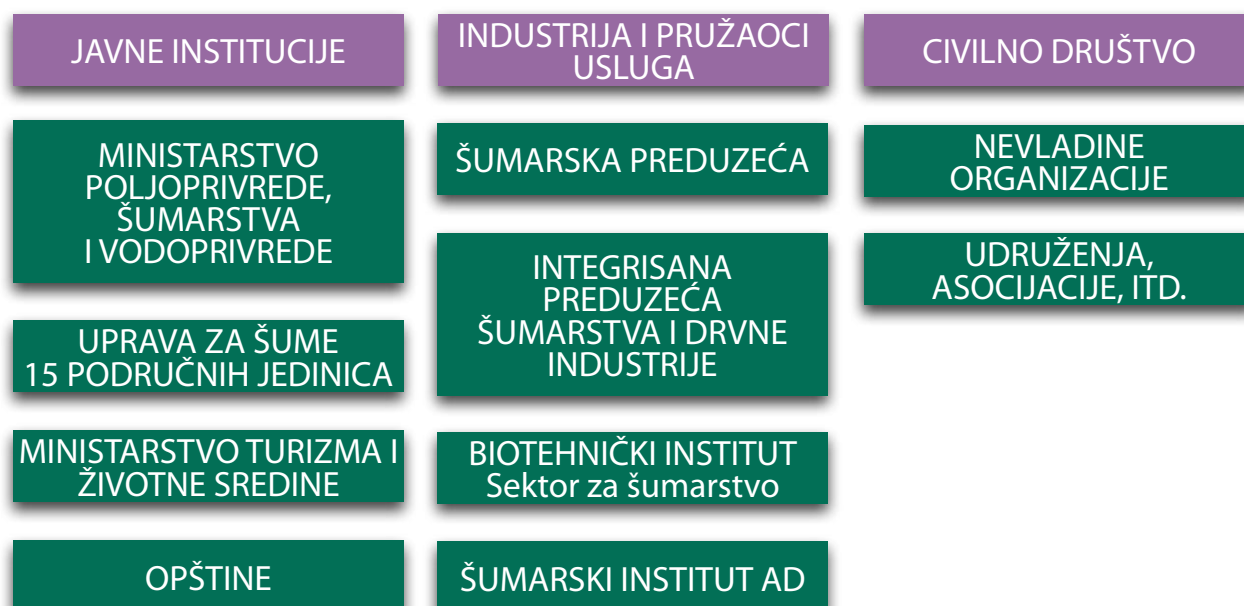 JAVNE INSTITUCIJE
MINISTARSTVO
POLJOPRIVREDE,
ŠUMARSTVA
I VODOPRIVREDE
UPRAVA ZA ŠUME
15 PODRUČNIH JEDINICA
MINISTARSTVO TURIZMA I
ŽIVOTNE SREDINE
OPŠTINE
INDUSTRIJA I PRUŽAOCI
USLUGA
ŠUMARSKA PREDUZEĆA
INTEGRISANA
PREDUZEĆA
ŠUMARSTVA I DRVNE
INDUSTRIJE
BIOTEHNIČKI INSTITUT
Sektor za šumarstvo
ŠUMARSKI INSTITUT AD
CIVILNO DRUŠTVO
NEVLADINE
ORGANIZACIJE
UDRUŽENJA,
ASOCIJACIJE, ITD.